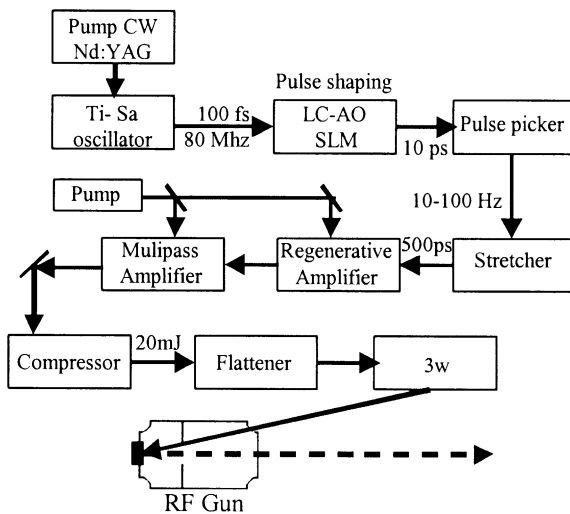 Pump CW
Nd:YAG
Pulse shaping
Ti- Sa
oscillator
100 fs
80 Mhz
LC-AO
SLM
10 ps
Pulse picker
Pump
10-100 Hz
Mulipass
Amplifier
Regenerative
Amplifier
500ps
Stretcher
Compressor
20mJ
Flattener
3w
RF Gun